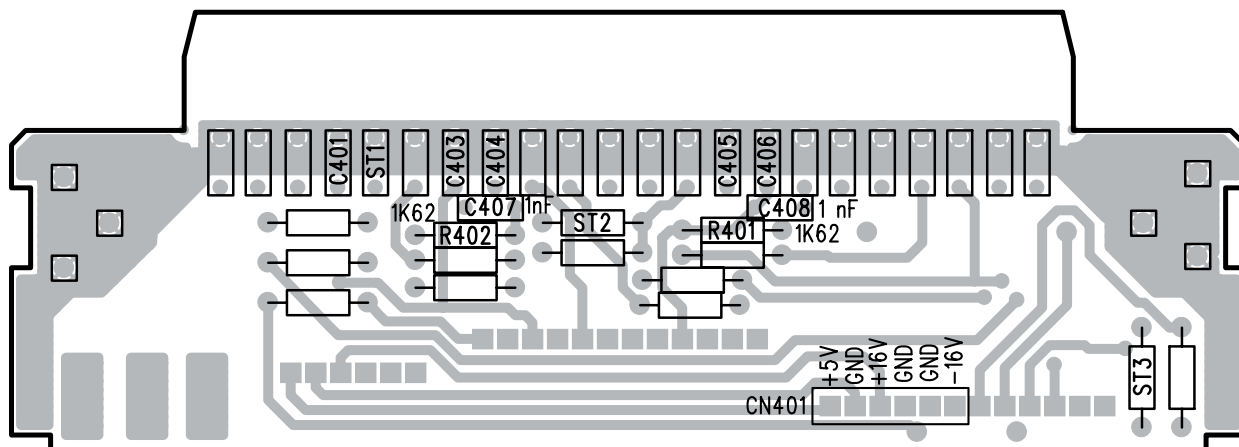 C401
ST1
C403
C404
C405
C406
1K62
C407
1nF
ST2
C408
1 nF
R402
R401
1K62
+5V
GND
+16V
GND
GND
-16V
CN401
ST3